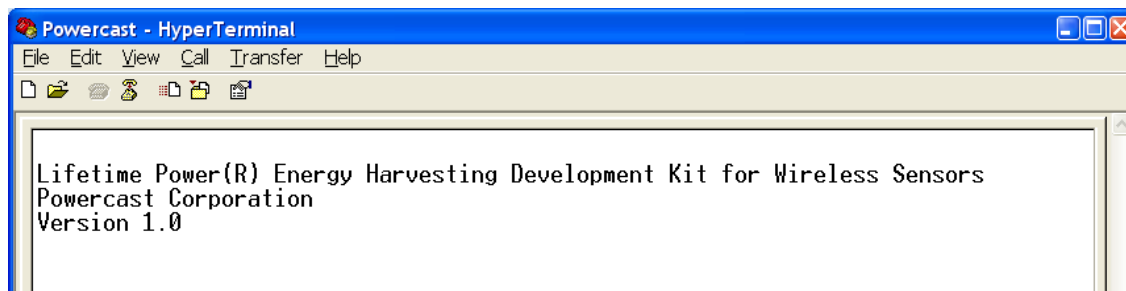 Powercast - HyperTerminal
File Edit View Call Transfer Help
Lifetime Power(R) Energy Harvesting Development Kit for Wireless Sensors
Powercast Corporation
Version 1.0